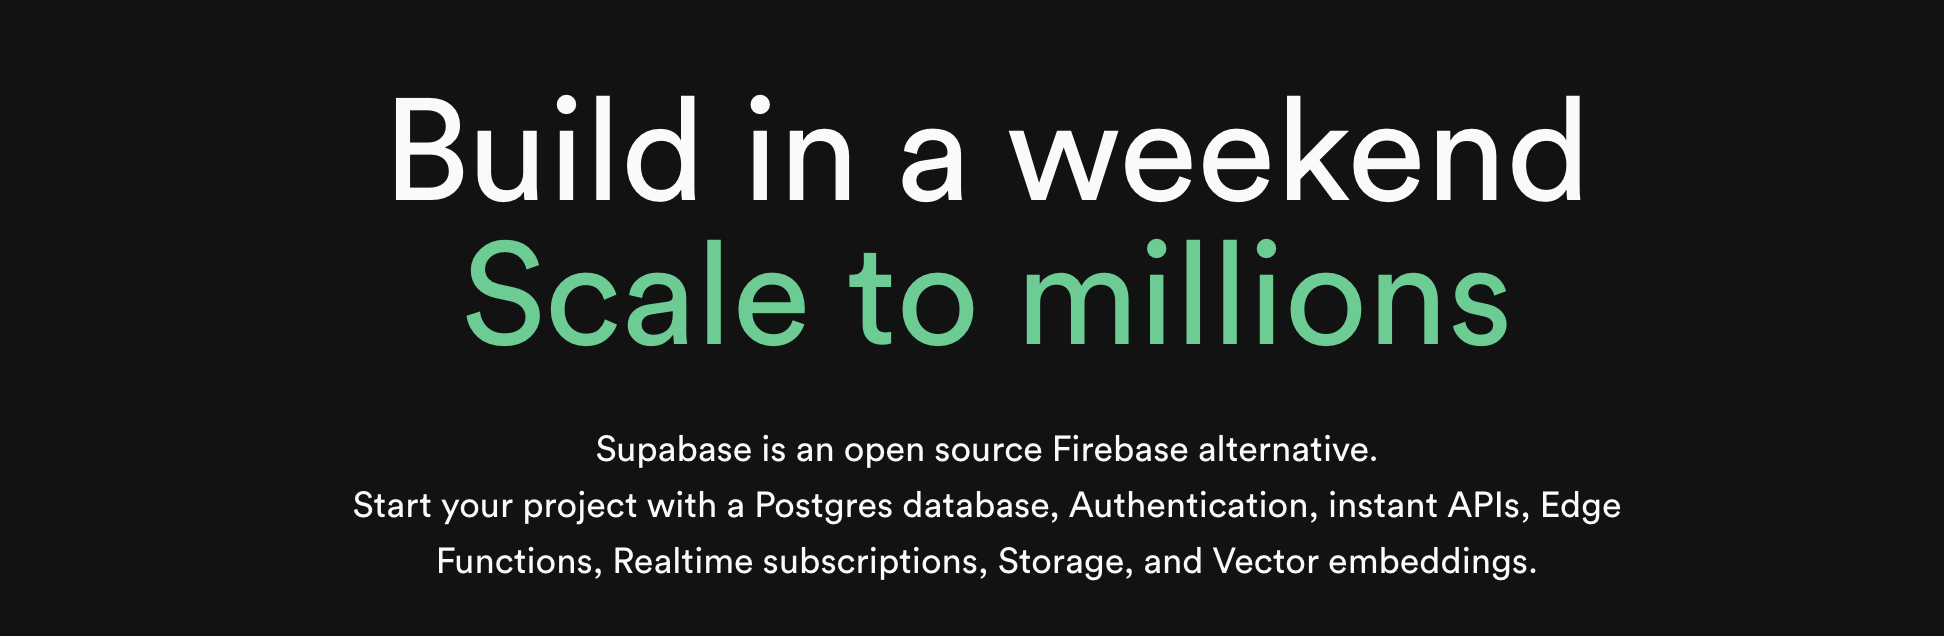 Build in a weekend
Scale to millions
Supabase is an open source Firebase alternative.
Start your project with a Postgres database, Authentication, instant APIs, Edge
Functions, Realtime subscriptions, Storage, and Vector embeddings.